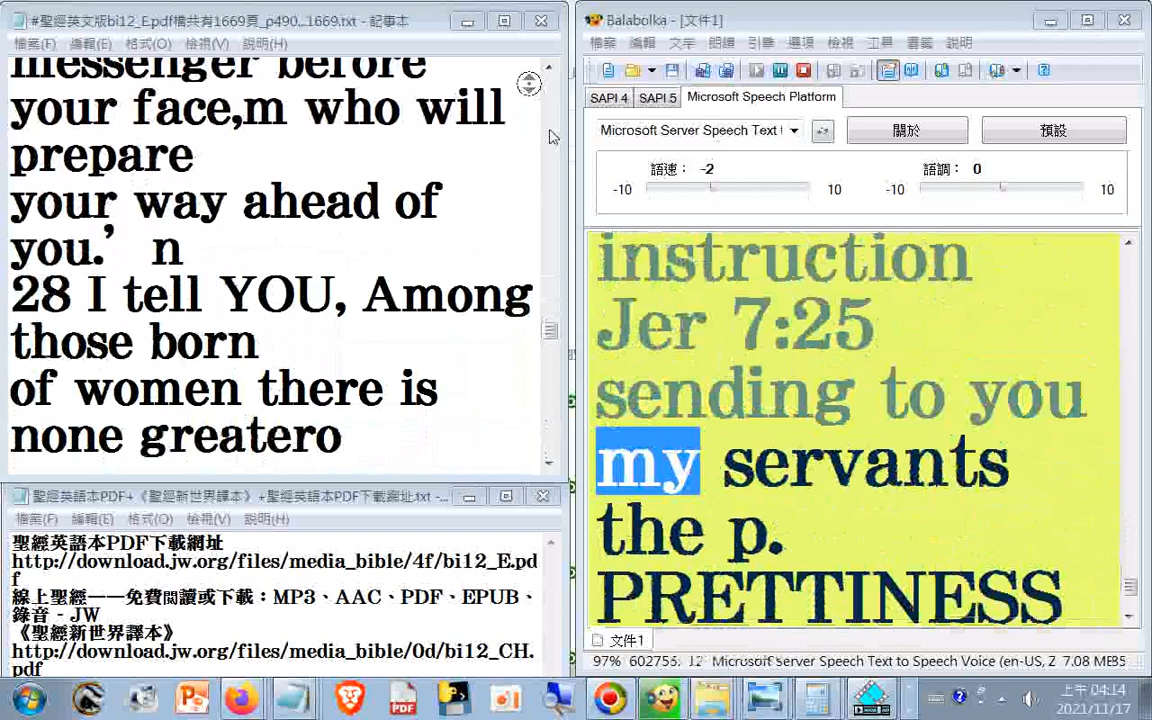 #聖經英文版bi12_E.pdf檔共有1669頁_p490...1669.txt - 記事本
檔案(F) 編輯(E) 格式(O) 檢視(V) 說明(H)
messenger before
your face,m who will
prepare
your way ahead of
you.’ n
28 I tell YOU, Among
those born
of women there is
none greatero
聖經英語本PDF+《聖經新世界譯本》+聖經英語本PDF下載網址.txt - ...
檔案(F) 編輯(E) 格式(O) 檢視(V) 說明(H)
聖經英語本PDF下載網址
http://download.jw.org/files/media_bible/4f/bi12_E.pd
f
線上聖經──免費閱讀或下載：MP3、AAC、PDF、EPUB、
錄音 - JW
《聖經新世界譯本》
http://download.jw.org/files/media_bible/0d/bi12_CH.
pdf
Balabolka - [文件1]
檔案 編輯 文字 朗讀 引擎 選項 檢視 工具 書籤 說明
SAPI 4 SAPI 5 Microsoft Speech Platform
Microsoft Server Speech Text 關於 預設
語速： -2 語調： 0
-10 10 -10 10
instruction
Jer 7:25
sending to you
my servants
the p.
PRETTINESS
文件1
97% Microsoft Server Speech Text to Speech Voice (en-US, Z 7.08 MB
上午 04:14
2021/11/17